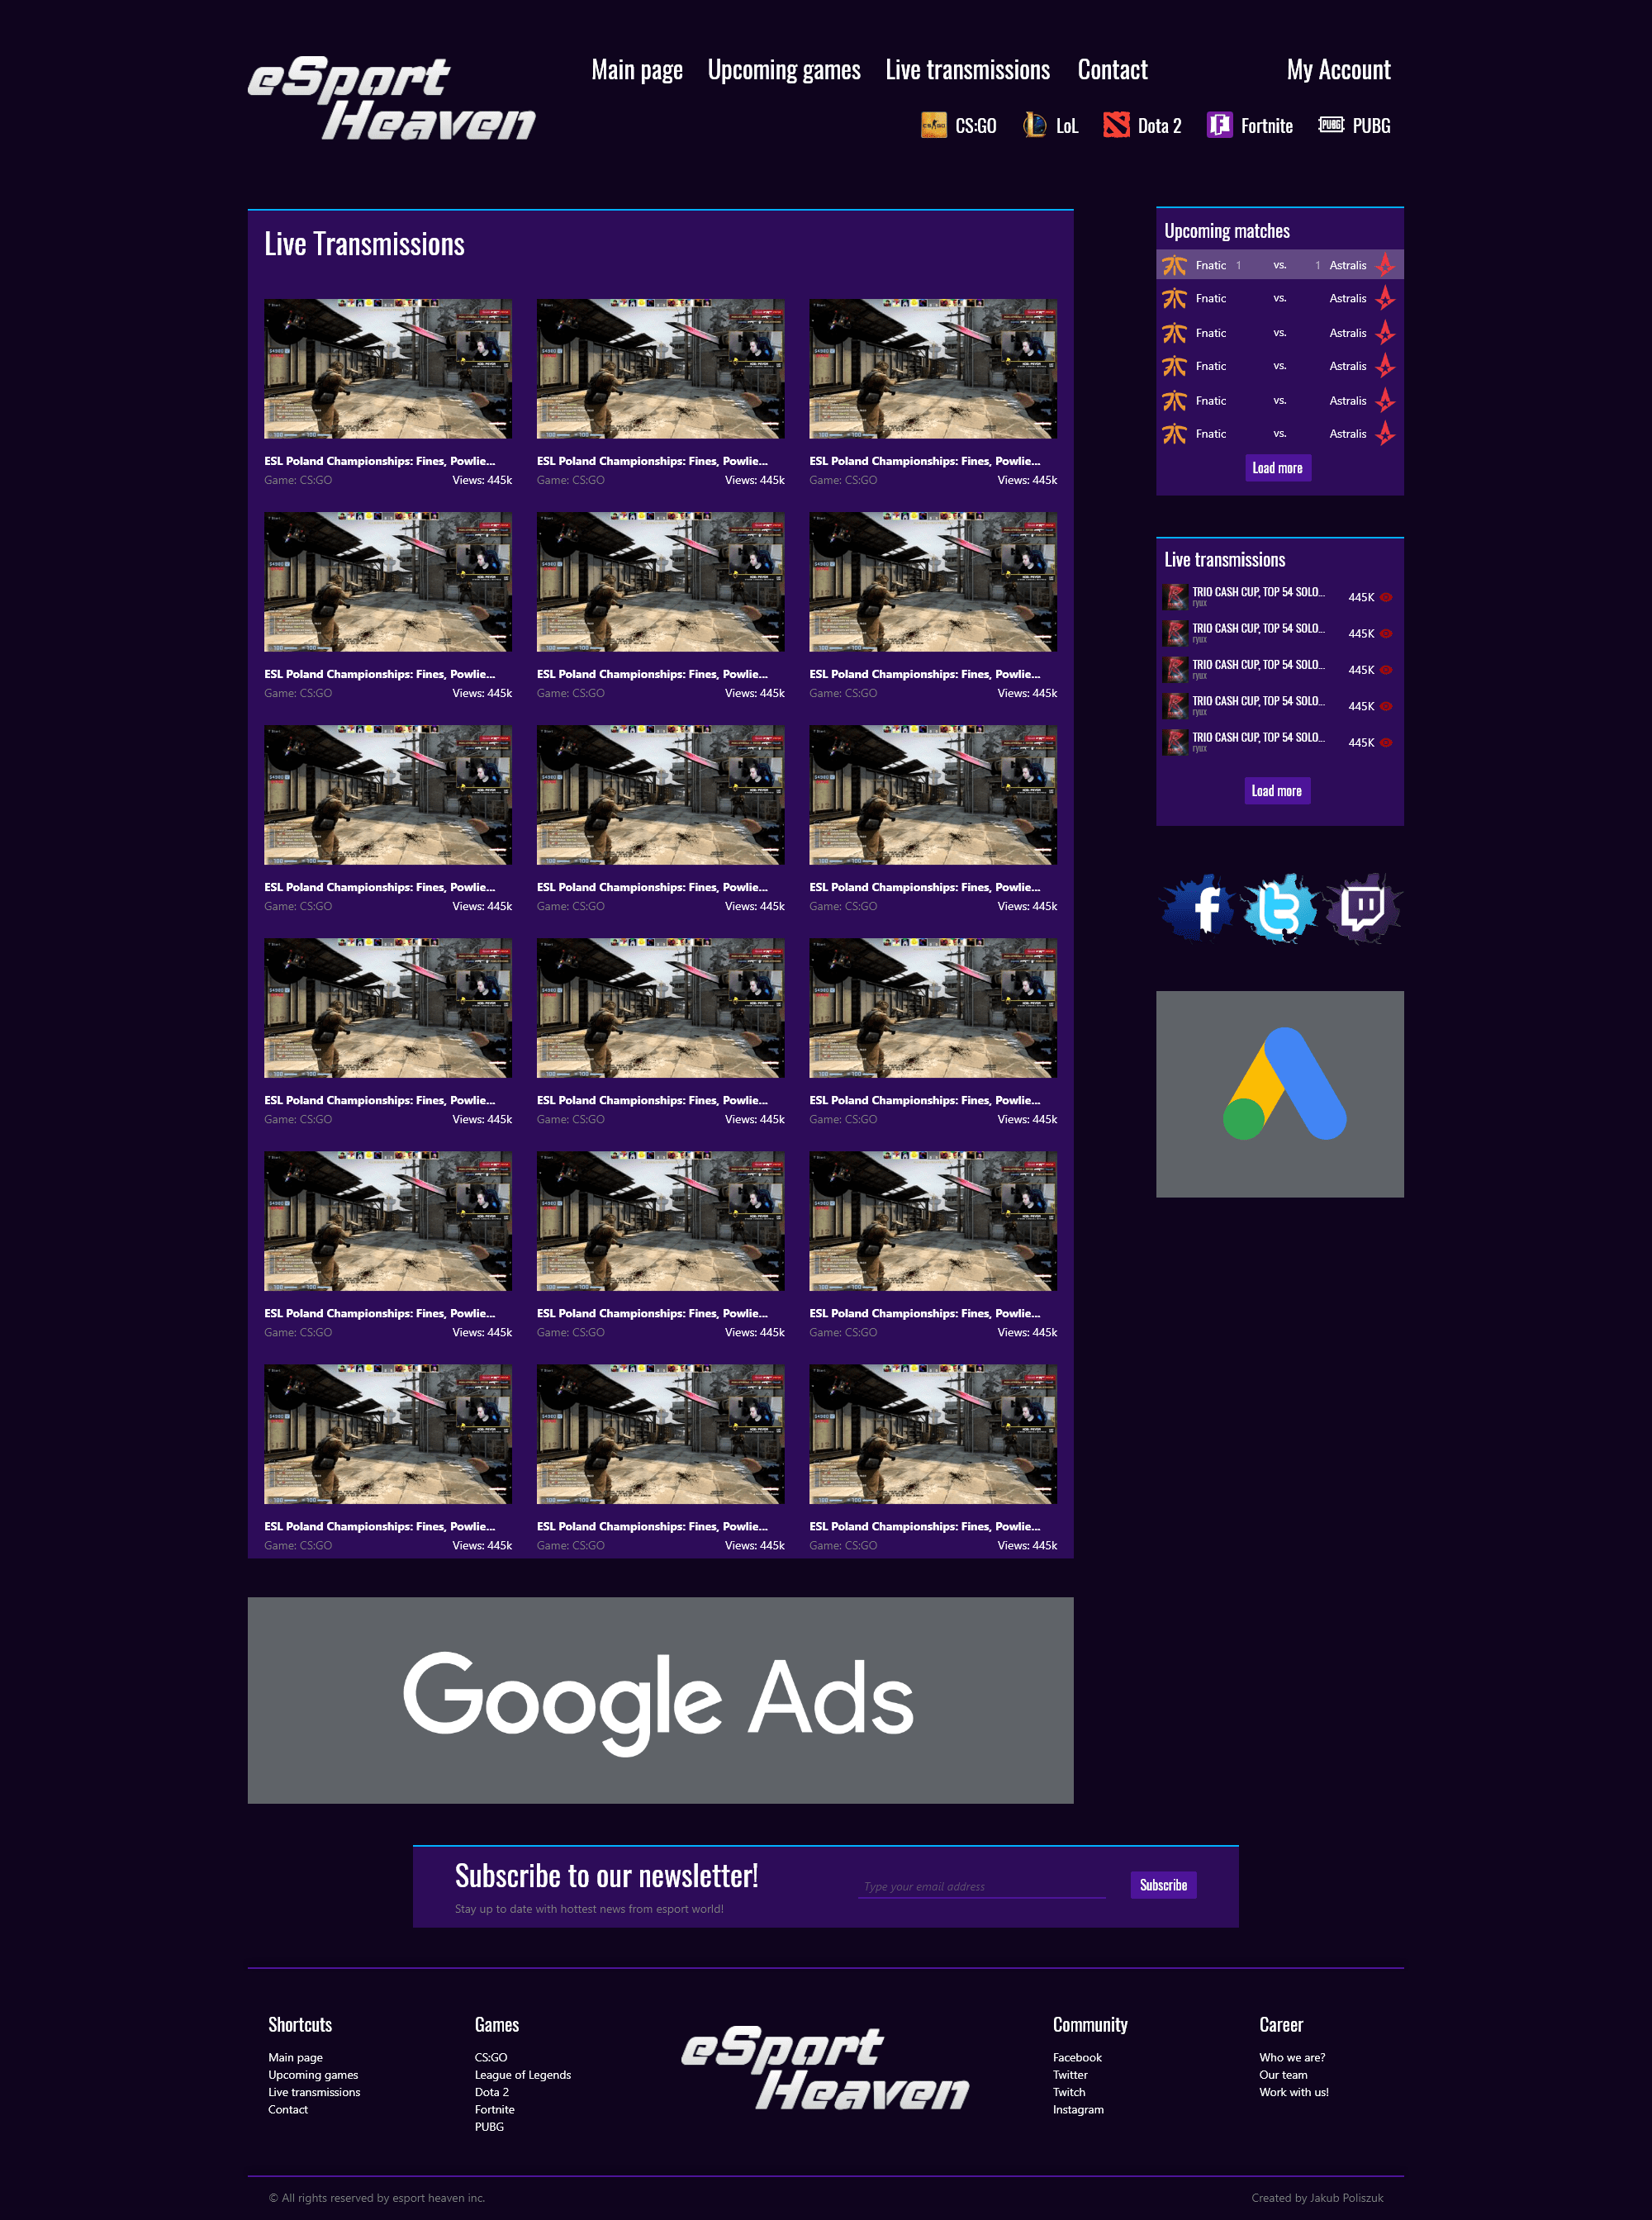 eSport
Heaven
Main page Upcoming games Live transmissions Contact My Account
CS:GO LoL Dota 2 Fortnite PUBG
Live Transmissions
ESL Poland Championships: Fines, Powlie... ESL Poland Championships: Fines, Powlie... ESL Poland Championships: Fines, Powlie...
Game: CS:GO Views: 445k Game: CS:GO Views: 445k Game: CS:GO Views: 445k
ESL Poland Championships: Fines, Powlie... ESL Poland Championships: Fines, Powlie... ESL Poland Championships: Fines, Powlie...
Game: CS:GO Views: 445k Game: CS:GO Views: 445k Game: CS:GO Views: 445k
ESL Poland Championships: Fines, Powlie... ESL Poland Championships: Fines, Powlie... ESL Poland Championships: Fines, Powlie...
Game: CS:GO Views: 445k Game: CS:GO Views: 445k Game: CS:GO Views: 445k
ESL Poland Championships: Fines, Powlie... ESL Poland Championships: Fines, Powlie... ESL Poland Championships: Fines, Powlie...
Game: CS:GO Views: 445k Game: CS:GO Views: 445k Game: CS:GO Views: 445k
ESL Poland Championships: Fines, Powlie... ESL Poland Championships: Fines, Powlie... ESL Poland Championships: Fines, Powlie...
Game: CS:GO Views: 445k Game: CS:GO Views: 445k Game: CS:GO Views: 445k
ESL Poland Championships: Fines, Powlie... ESL Poland Championships: Fines, Powlie... ESL Poland Championships: Fines, Powlie...
Game: CS:GO Views: 445k Game: CS:GO Views: 445k Game: CS:GO Views: 445k
Upcoming matches
Fnatic 1 vs. 1 Astralis
Fnatic vs. Astralis
Fnatic vs. Astralis
Fnatic vs. Astralis
Fnatic vs. Astralis
Fnatic vs. Astralis
Load more
Live transmissions
TRIO CASH CUP, TOP 54 SOLO... 445K
ryux
TRIO CASH CUP, TOP 54 SOLO... 445K
ryux
TRIO CASH CUP, TOP 54 SOLO... 445K
ryux
TRIO CASH CUP, TOP 54 SOLO... 445K
ryux
TRIO CASH CUP, TOP 54 SOLO... 445K
ryux
Load more
Google Ads
Subscribe to our newsletter!
Stay up to date with hottest news from esport world!
Type your email address
Subscribe
Shortcuts
Main page
Upcoming games
Live transmissions
Contact
Games
CS:GO
League of Legends
Dota 2
Fortnite
PUBG
eSport
Heaven
Community
Facebook
Twitter
Twitch
Instagram
Career
Who we are?
Our team
Work with us!
© All rights reserved by esport heaven inc. Created by Jakub Poliszuk